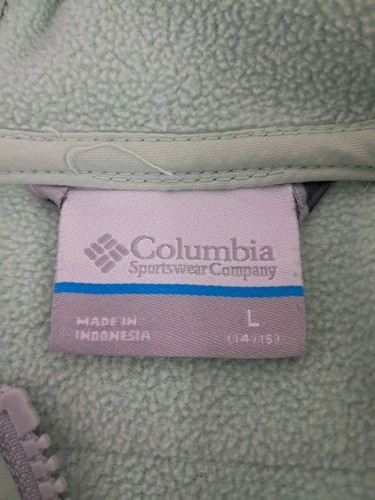 Columbia
Sportswear Company
MADE IN
INDONESIA
L
(14/16)